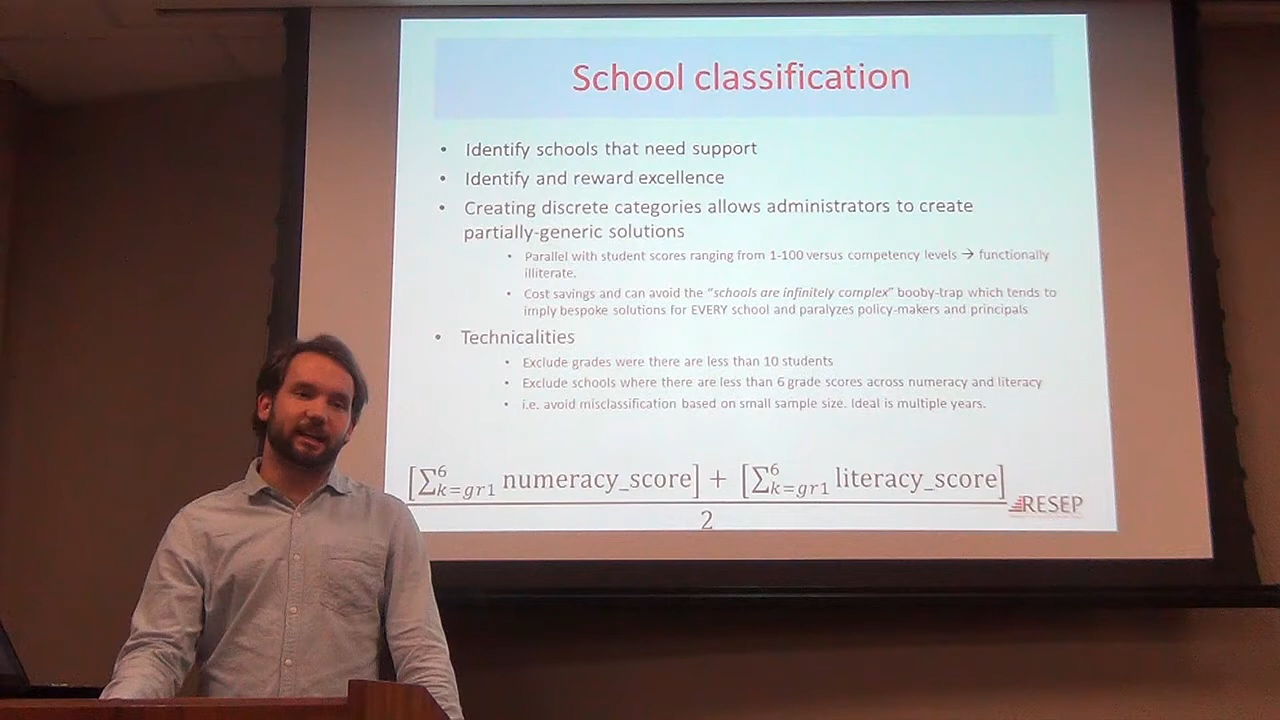 School classification
• Identify schools that need support
• Identify and reward excellence
• Creating discrete categories allows administrators to create
partially-generic solutions
• Parallel with student scores ranging from 1-100 versus competency levels → functionally
illiterate.
• Cost savings and can avoid the “schools are infinitely complex” booby-trap which tends to
imply bespoke solutions for EVERY school and paralyzes policy-makers and principals
• Technicalities
• Exclude grades were there are less than 10 students
• Exclude schools where there are less than 6 grade scores across numeracy and literacy
• i.e. avoid misclassification based on small sample size. Ideal is multiple years.
[∑⁶ₖ₌gr1 numeracy_score] + [∑⁶ₖ₌gr1 literacy_score]
2
RESEP